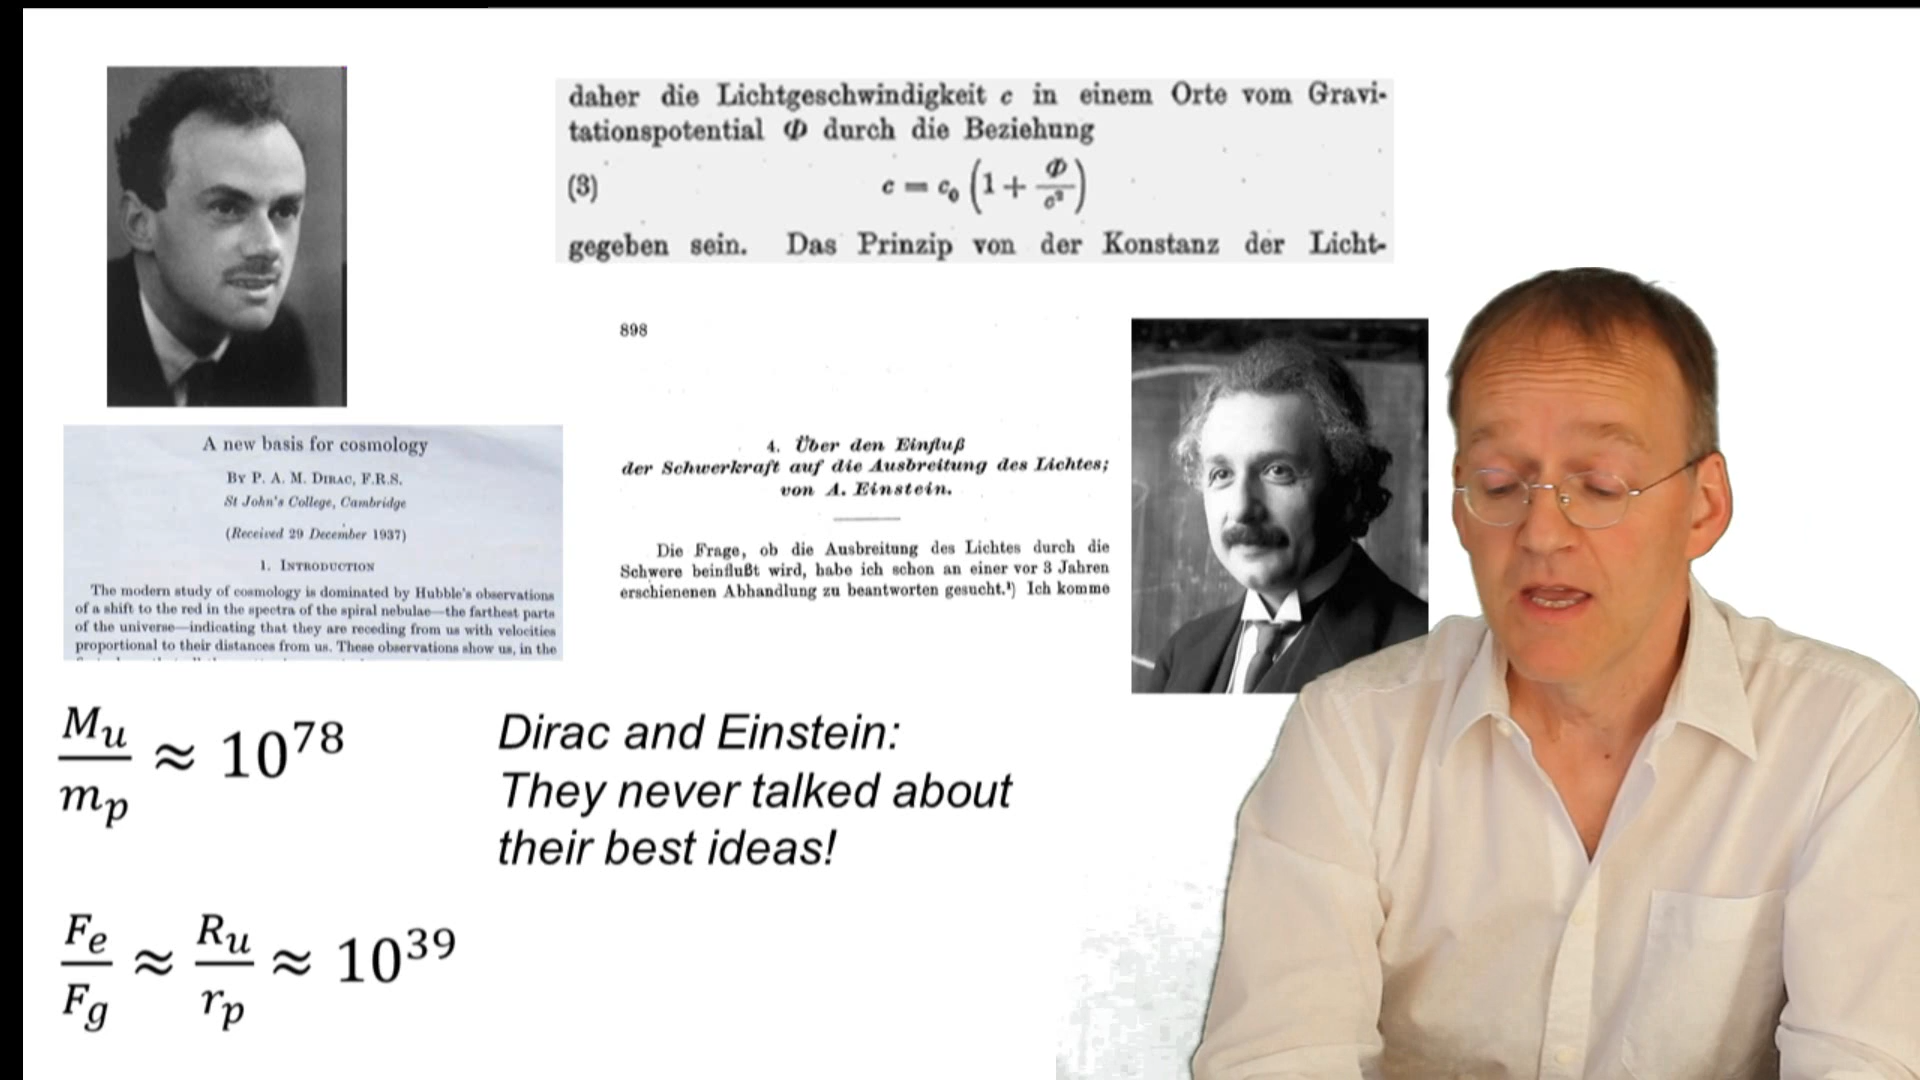 daher die Lichtgeschwindigkeit c in einem Orte vom Gravi-
tationspotential Φ durch die Beziehung
(3) c = c₀ (1 + Φ/c²)
gegeben sein. Das Prinzip von der Konstanz der Licht-
898
4. Über den Einfluß
der Schwerkraft auf die Ausbreitung des Lichtes;
von A. Einstein.
Die Frage, ob die Ausbreitung des Lichtes durch die
Schwere beinflußt wird, habe ich schon an einer vor 3 Jahren
erschienenen Abhandlung zu beantworten gesucht.¹) Ich komme
A new basis for cosmology
By P. A. M. Dirac, F.R.S.
St John's College, Cambridge
(Received 29 December 1937)
1. Introduction
The modern study of cosmology is dominated by Hubble's observations
of a shift to the red in the spectra of the spiral nebulae—the farthest parts
of the universe—indicating that they are receding from us with velocities
proportional to their distances from us. These observations show us, in the
M_u/m_p ≈ 10⁷⁸
F_e/F_g ≈ R_u/r_p ≈ 10³⁹
Dirac and Einstein:
They never talked about
their best ideas!